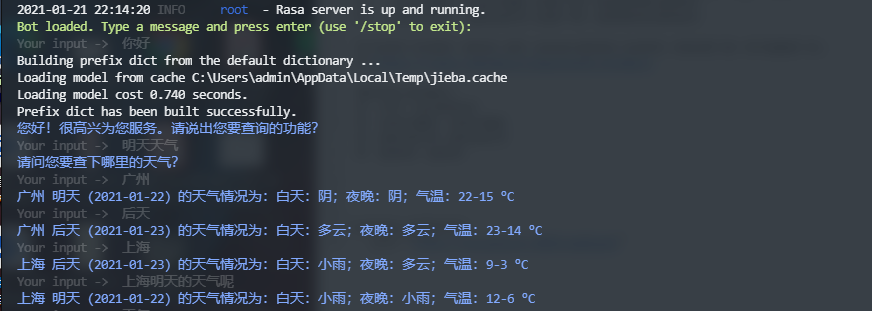 2021-01-21 22:14:20 INFO     root  - Rasa server is up and running.
Bot loaded. Type a message and press enter (use '/stop' to exit):
Your input ->  你好
Building prefix dict from the default dictionary ...
Loading model from cache C:\Users\admin\AppData\Local\Temp\jieba.cache
Loading model cost 0.740 seconds.
Prefix dict has been built successfully.
您好! 很高兴为您服务。请说出您要查询的功能?
Your input ->  明天天气
请问您要查下哪里的天气?
Your input ->  广州
广州 明天 (2021-01-22) 的天气情况为: 白天: 阴; 夜晚: 阴; 气温: 22-15 °C
Your input ->  后天
广州 后天 (2021-01-23) 的天气情况为: 白天: 多云; 夜晚: 多云; 气温: 23-14 °C
Your input ->  上海
上海 后天 (2021-01-23) 的天气情况为: 白天: 小雨; 夜晚: 多云; 气温: 9-3 °C
Your input ->  上海明天的天气呢
上海 明天 (2021-01-22) 的天气情况为: 白天: 小雨; 夜晚: 小雨; 气温: 12-6 °C